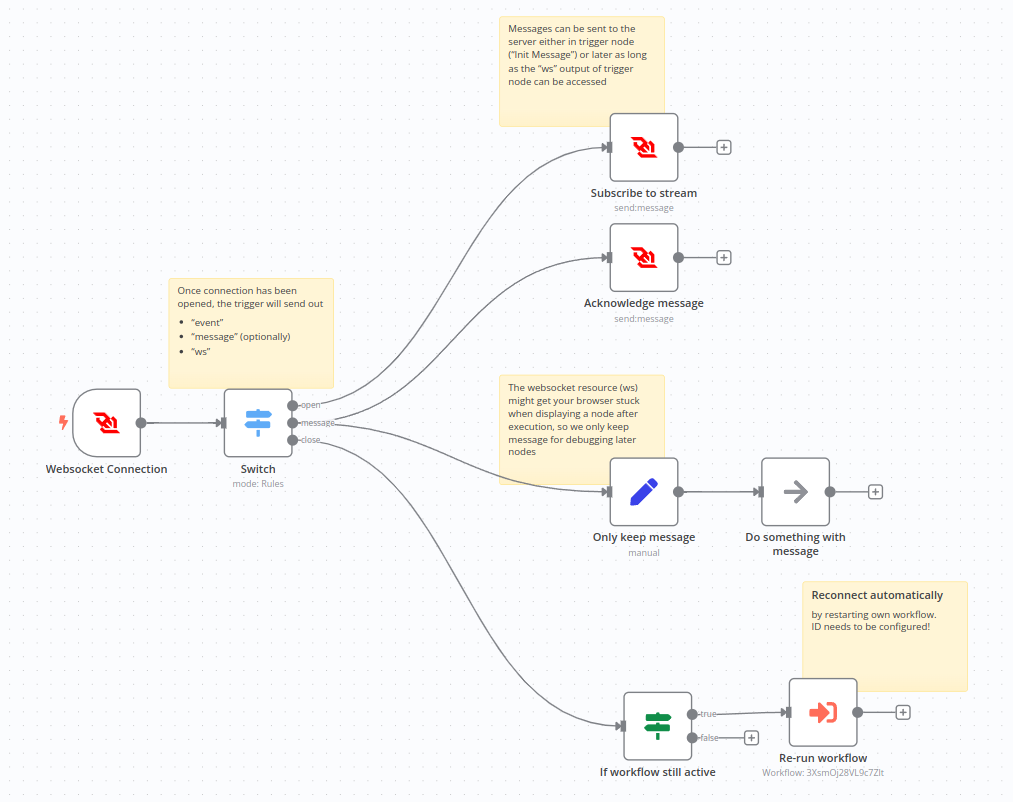 Messages can be sent to the
server either in trigger node
(“Init Message”) or later as long
as the “ws” output of trigger
node can be accessed
Subscribe to stream
send:message
Acknowledge message
send:message
Once connection has been
opened, the trigger will send out
“event”
“message” (optionally)
“ws”
Websocket Connection
Switch
mode: Rules
open
message
close
The websocket resource (ws)
might get your browser stuck
when displaying a node after
execution, so we only keep
message for debugging later
nodes
Only keep message
manual
Do something with
message
Reconnect automatically
by restarting own workflow.
ID needs to be configured!
If workflow still active
true
false
Re-run workflow
Workflow: 3XsmOj28VL9c7ZIt